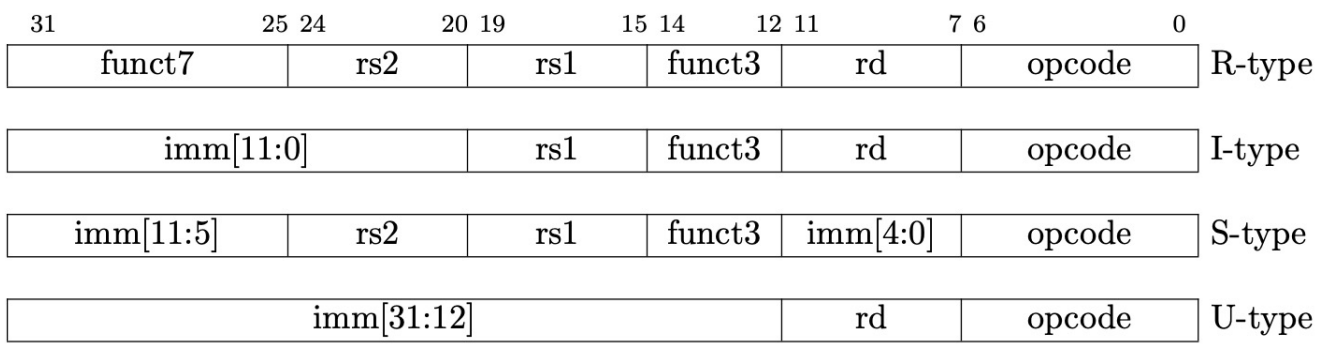 31 25 24 20 19 15 14 12 11 7 6 0
funct7 rs2 rs1 funct3 rd opcode R-type
imm[11:0] rs1 funct3 rd opcode I-type
imm[11:5] rs2 rs1 funct3 imm[4:0] opcode S-type
imm[31:12] rd opcode U-type